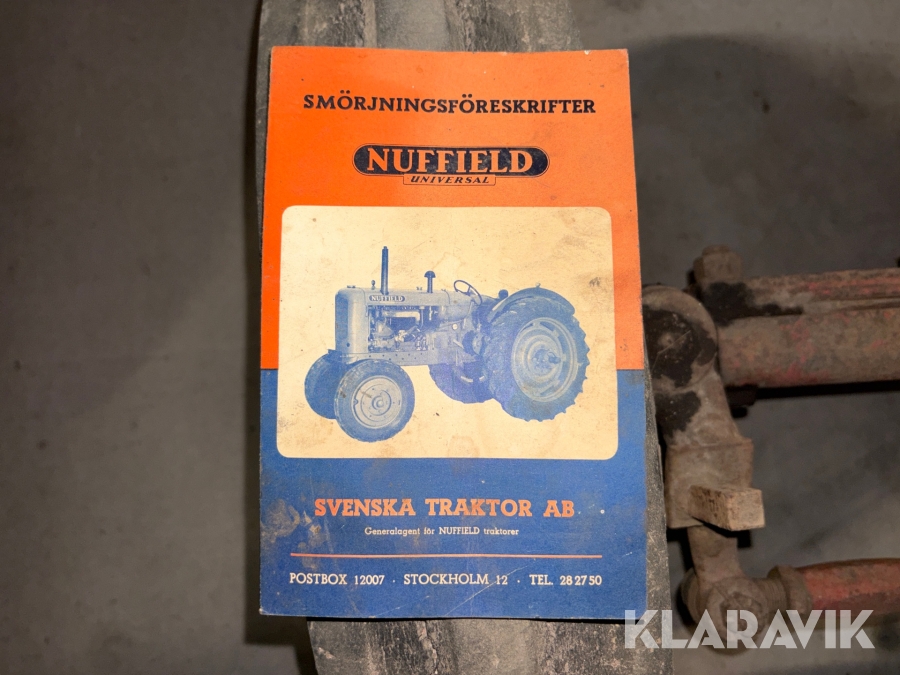 SMÖRJNINGSFÖRESKRIFTER
NUFFIELD
UNIVERSAL
NUFFIELD
SVENSKA TRAKTOR AB
Generalagent för NUFFIELD traktorer
POSTBOX 12007 · STOCKHOLM 12 · TEL. 28 27 50
KLARAVIK